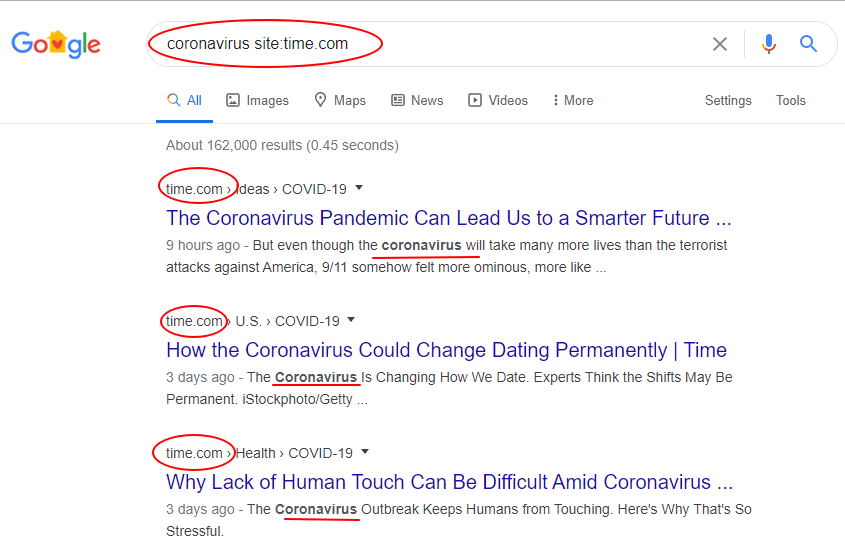 Google
coronavirus site:time.com
All Images Maps News Videos More Settings Tools
About 162,000 results (0.45 seconds)
time.com › Ideas › COVID-19
The Coronavirus Pandemic Can Lead Us to a Smarter Future ...
9 hours ago - But even though the coronavirus will take many more lives than the terrorist
attacks against America, 9/11 somehow felt more ominous, more like ...
time.com › U.S. › COVID-19
How the Coronavirus Could Change Dating Permanently | Time
3 days ago - The Coronavirus Is Changing How We Date. Experts Think the Shifts May Be
Permanent. iStockphoto/Getty ...
time.com › Health › COVID-19
Why Lack of Human Touch Can Be Difficult Amid Coronavirus ...
3 days ago - The Coronavirus Outbreak Keeps Humans from Touching. Here's Why That's So
Stressful.